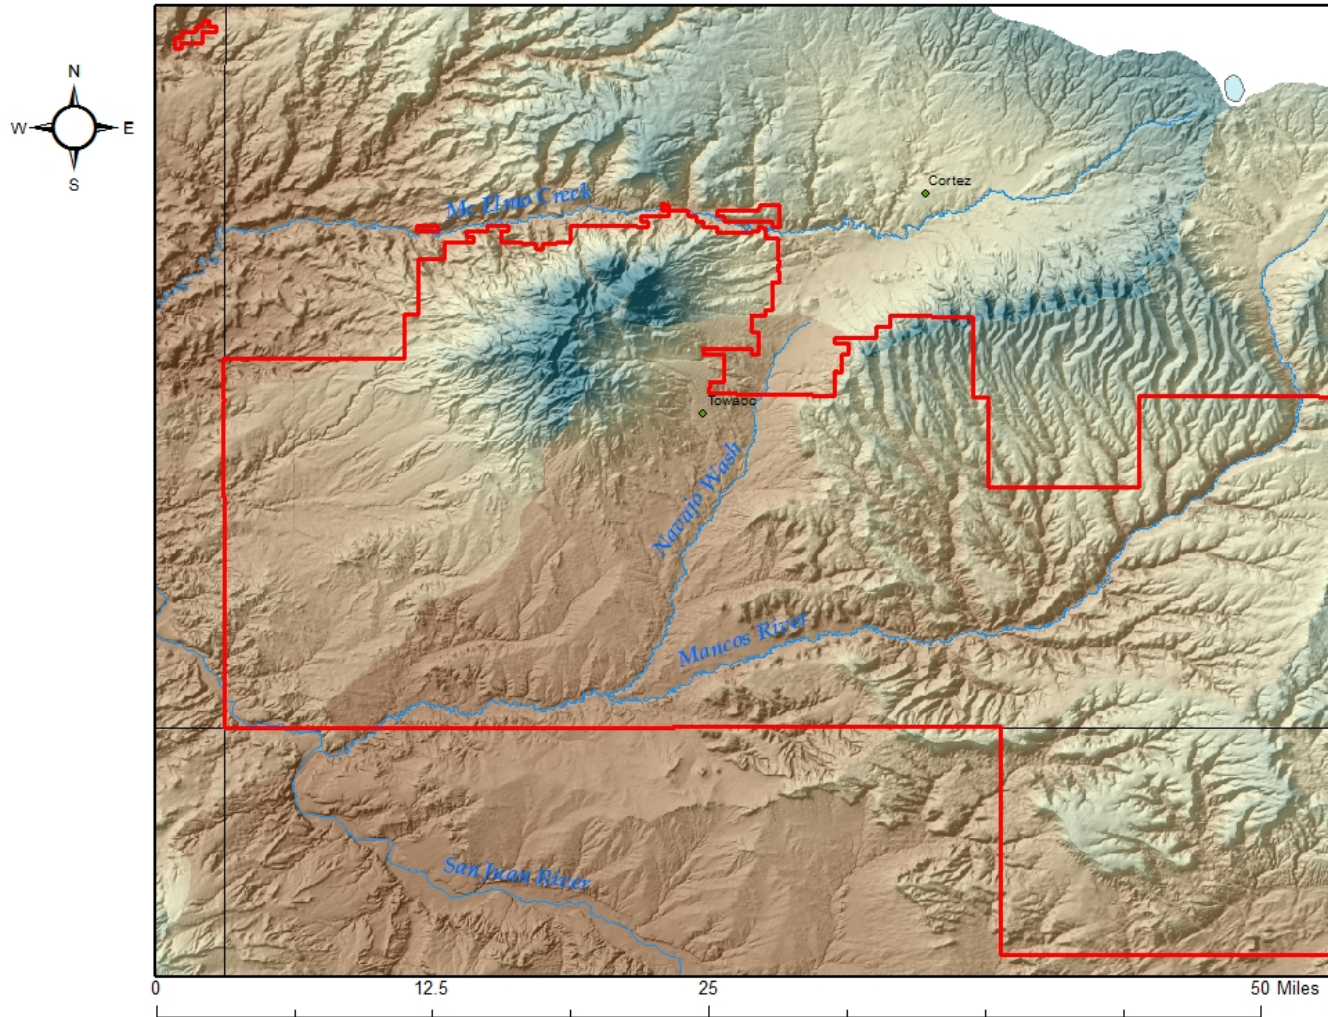 N
W E
S
Cortez
Mc Elmo Creek
Towaoc
Navajo Wash
Mancos River
San Juan River
0 12.5 25 50 Miles